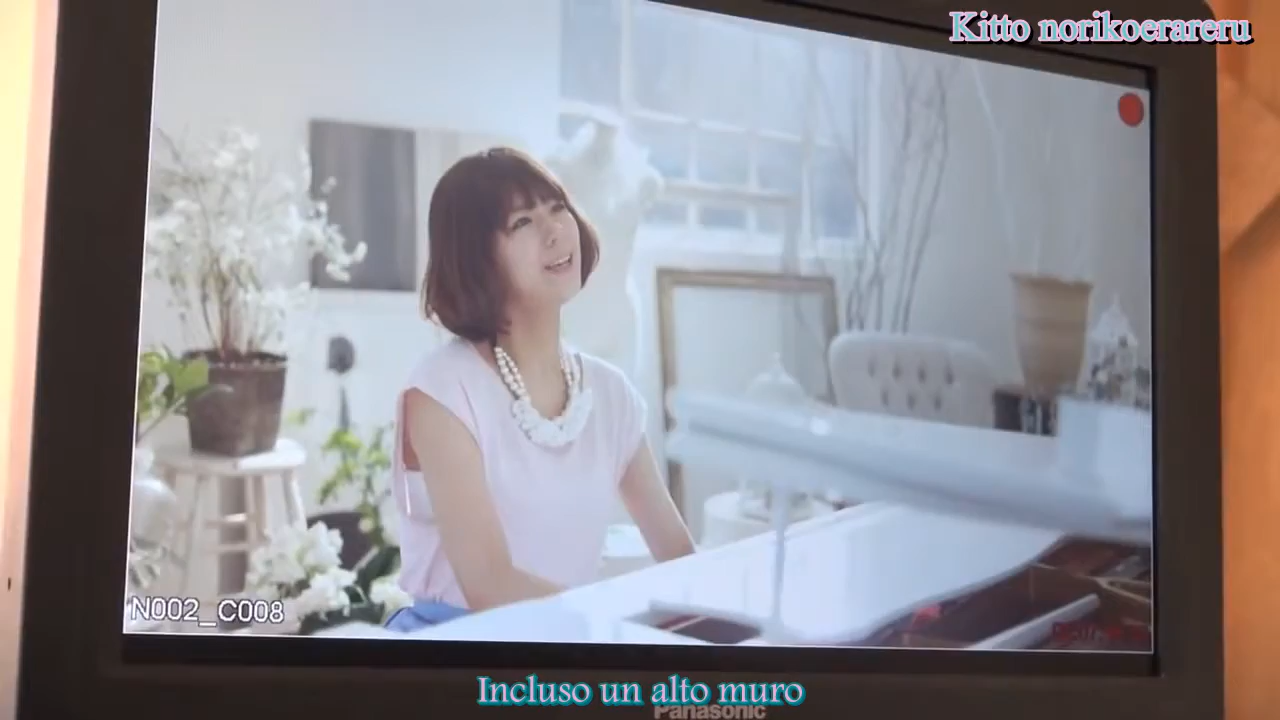 Kitto norikoerareru
N002_C008
Incluso un alto muro
Panasonic